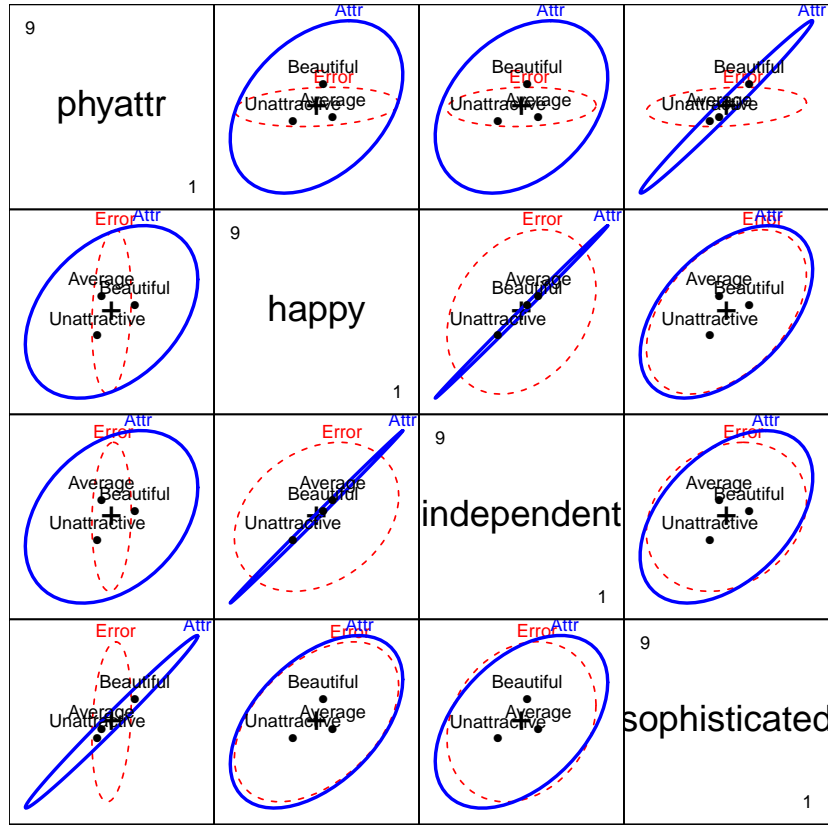 9
phyattr
1
Attr
Beautiful
Error
Unattractive
Average
Attr
Beautiful
Error
Unattractive
Average
Attr
Beautiful
Error
Average
Unattractive
Attr
Error
Average
Beautiful
Unattractive
9
happy
1
Attr
Error
Average
Beautiful
Unattractive
Attr
Error
Average
Beautiful
Unattractive
Attr
Error
Average
Beautiful
Unattractive
Attr
Error
Average
Beautiful
Unattractive
9
independent
1
Attr
Error
Average
Beautiful
Unattractive
Attr
Error
Beautiful
Average
Unattractive
Attr
Error
Beautiful
Average
Unattractive
Attr
Error
Beautiful
Average
Unattractive
9
sophisticated
1